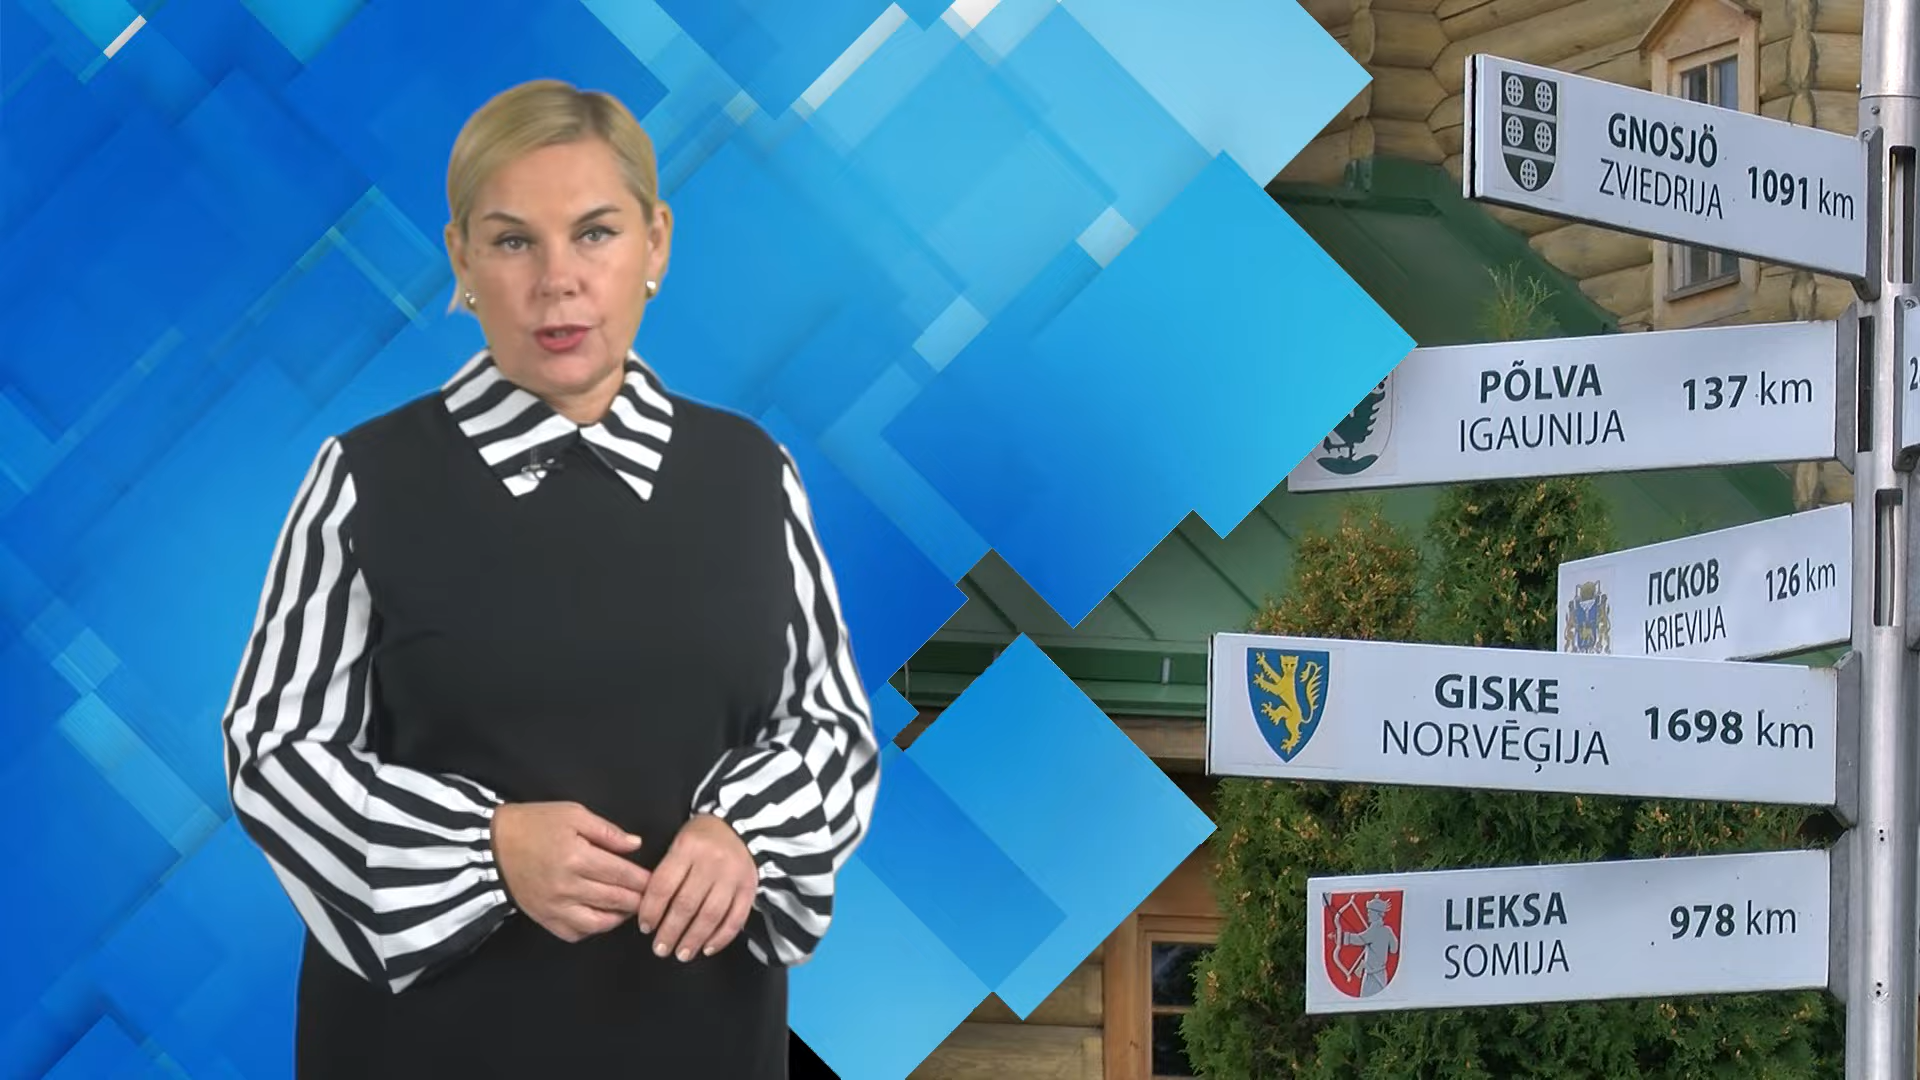 GNOSJÖ
ZVIEDRIJA
1091 km
PÕLVA
IGAUNIJA
137 km
ПСКОВ
KRIEVIJA
126 km
GISKE
NORVĒĢIJA
1698 km
LIEKSA
SOMIJA
978 km